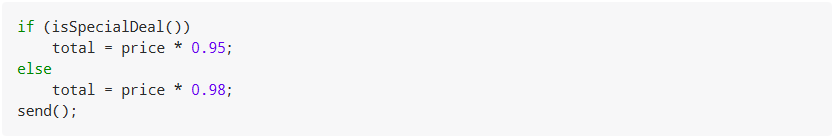 if (isSpecialDeal())
    total = price * 0.95;
else
    total = price * 0.98;
send();